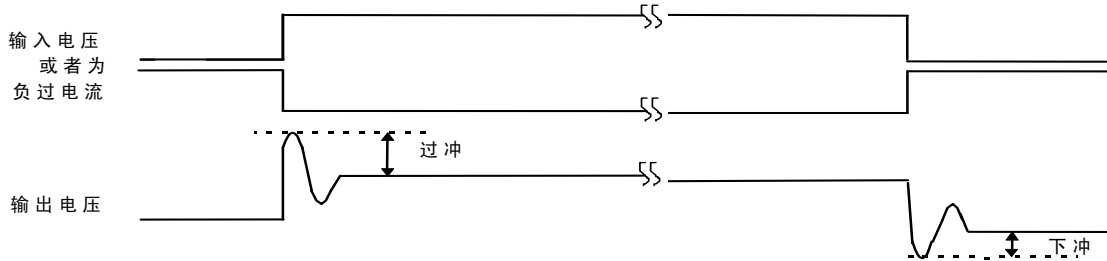 输入电压
或者为
负过电流
过冲
输出电压
下冲